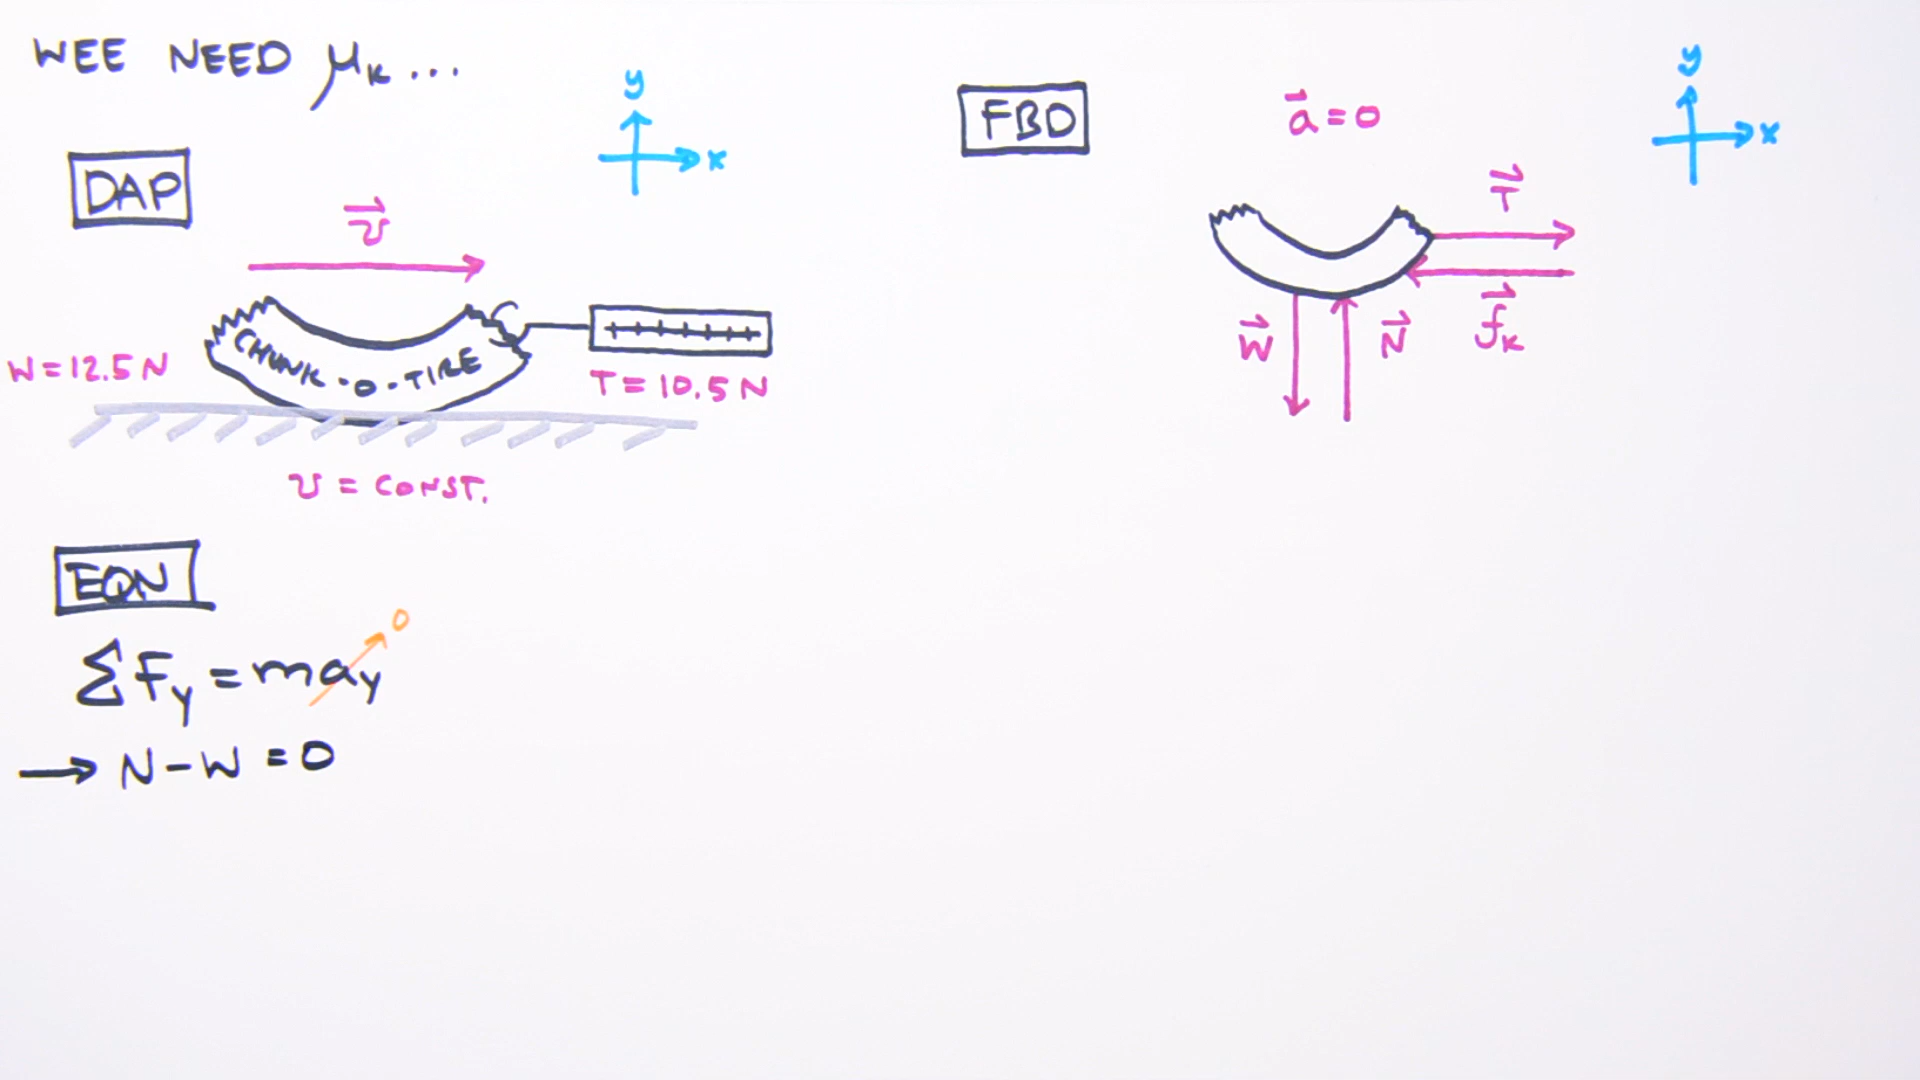 WEE NEED μk...
DAP
y
x
v
W = 12.5 N
CHUNK-O-TIRE
T = 10.5 N
v = CONST.
FBD
a = 0
y
x
T
W
N
fk
EQN
ΣFy = may
0
→ N - W = 0